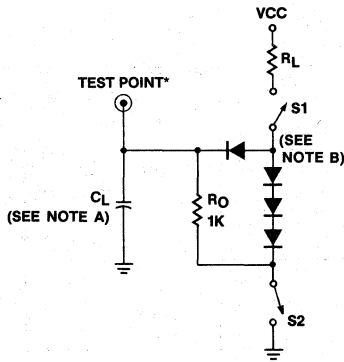 VCC
RL
TEST POINT*
S1
(SEE
NOTE B)
CL
(SEE NOTE A)
RO
1K
S2